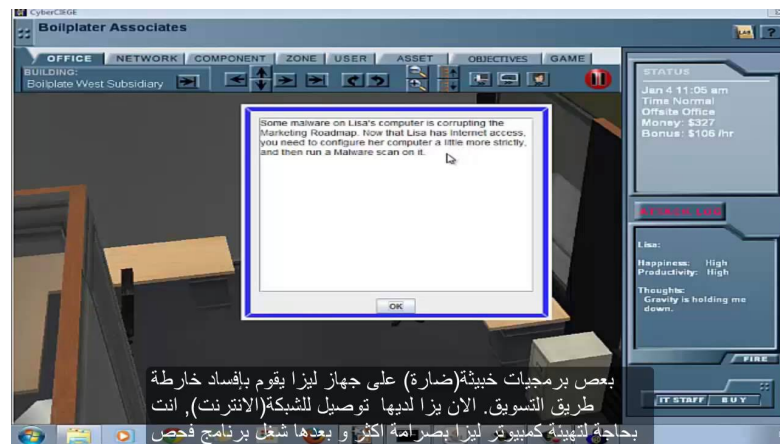 CyberCIEGE
Boilplater Associates
LAB ?
OFFICE NETWORK COMPONENT ZONE USER ASSET OBJECTIVES GAME
BUILDING:
Boilplate West Subsidiary
STATUS
Jan 4 11:05 am
Time Normal
Offsite Office
Money: $327
Bonus: $106 /hr
Some malware on Lisa's computer is corrupting the
Marketing Roadmap. Now that Lisa has Internet access,
you need to configure her computer a little more strictly,
and then run a Malware scan on it.
OK
ATTACK LOG
Lisa:
Happiness: High
Productivity: High
Thoughts:
Gravity is holding me
down.
FIRE
IT STAFF BUY
بعص برمجيات خبيثة(ضارة) على جهاز ليزا يقوم بإفساد خارطة
طريق التسويق. الان يزا لديها توصيل للشبكة(الانترنت), انت
بحاجة لتهيئة كمبيوتر ليزا بصرامة اكثر و بعدها شغل برنامج فحص